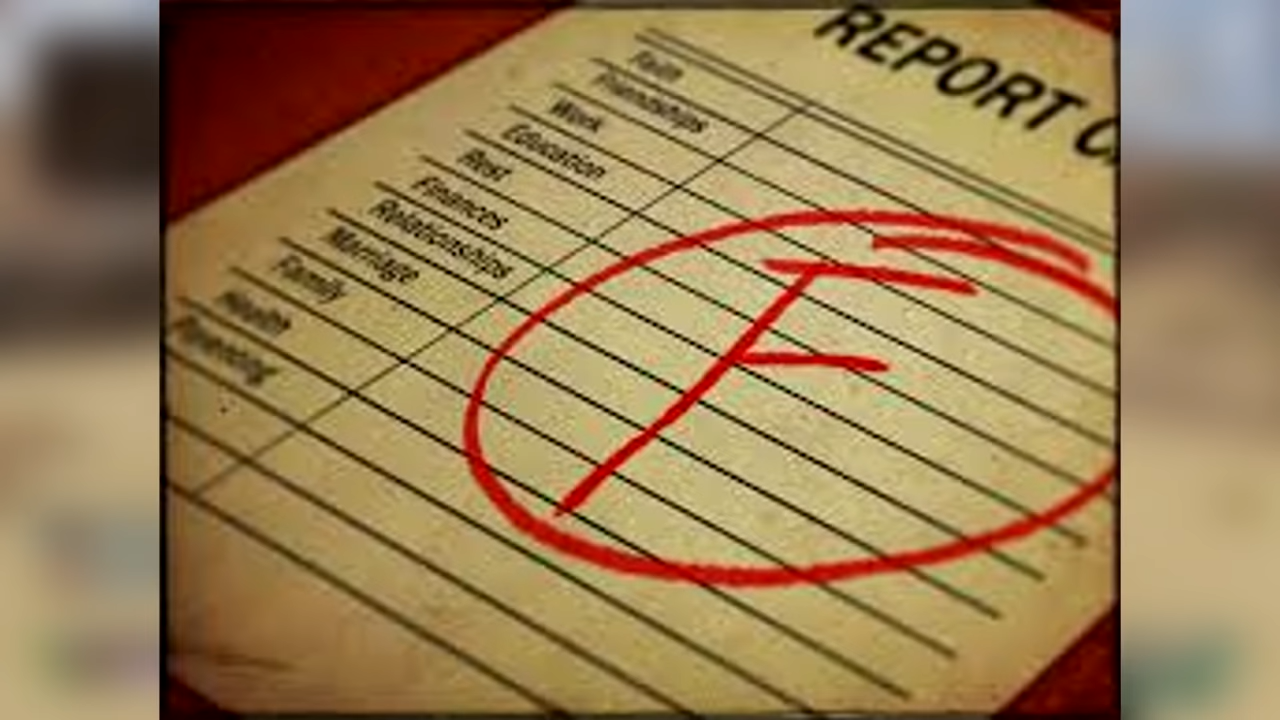 REPORT C
Faith
Friendships
Work
Education
Rest
Finances
Relationships
Marriage
Family
Health
Parenting
F